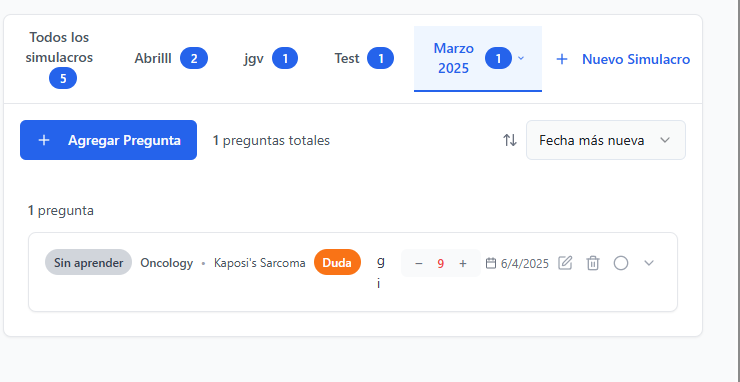 Todos los
simulacros
5
Abrilll 2
jgv 1
Test 1
Marzo
2025
1
+ Nuevo Simulacro
+ Agregar Pregunta
1 preguntas totales
Fecha más nueva
1 pregunta
Sin aprender Oncology • Kaposi's Sarcoma Duda g − 9 + 6/4/2025
i